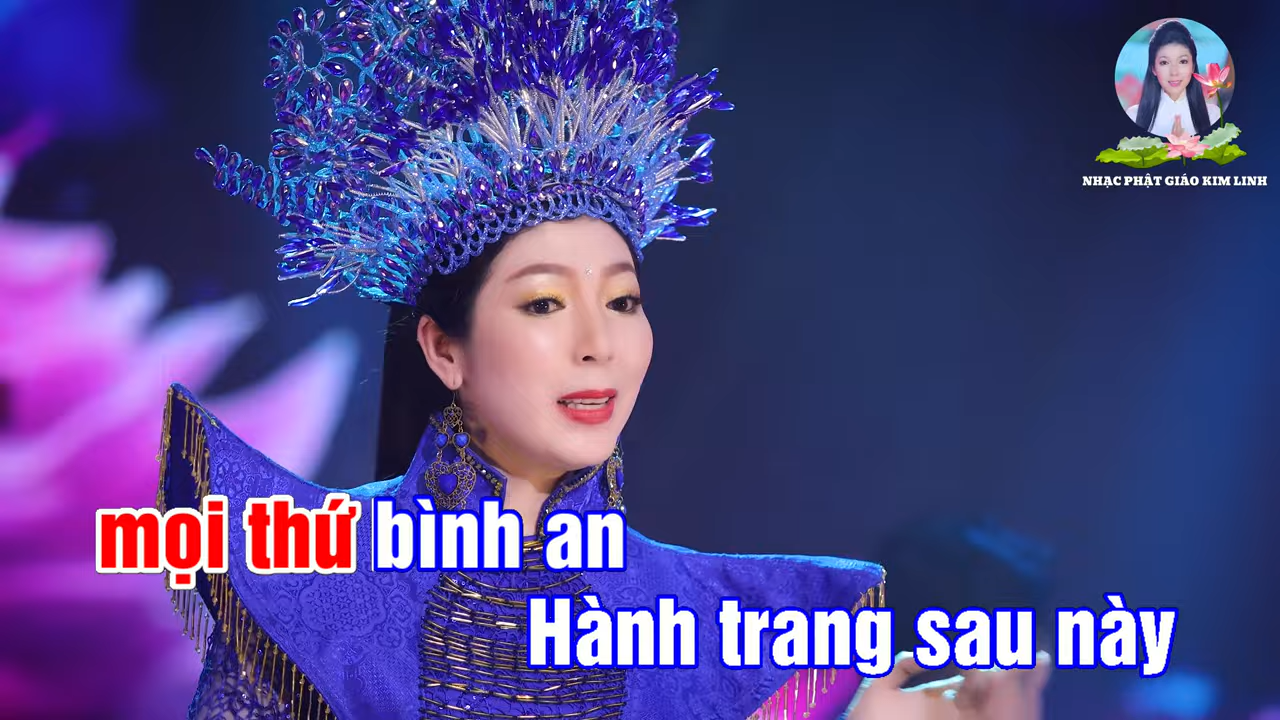 NHẠC PHẬT GIÁO KIM LINH
mọi thứ bình an
Hành trang sau này